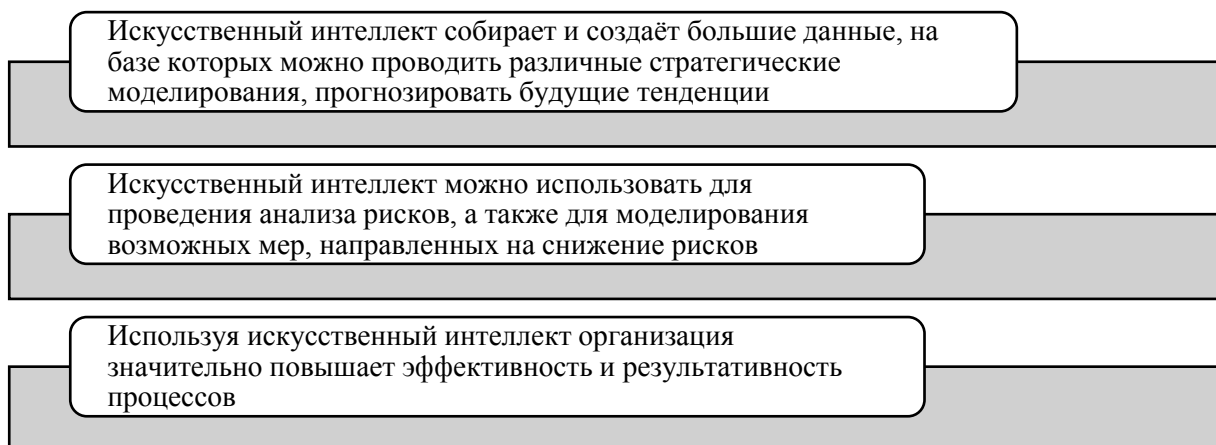 Искусственный интеллект собирает и создаёт большие данные, на
базе которых можно проводить различные стратегические
моделирования, прогнозировать будущие тенденции
Искусственный интеллект можно использовать для
проведения анализа рисков, а также для моделирования
возможных мер, направленных на снижение рисков
Используя искусственный интеллект организация
значительно повышает эффективность и результативность
процессов